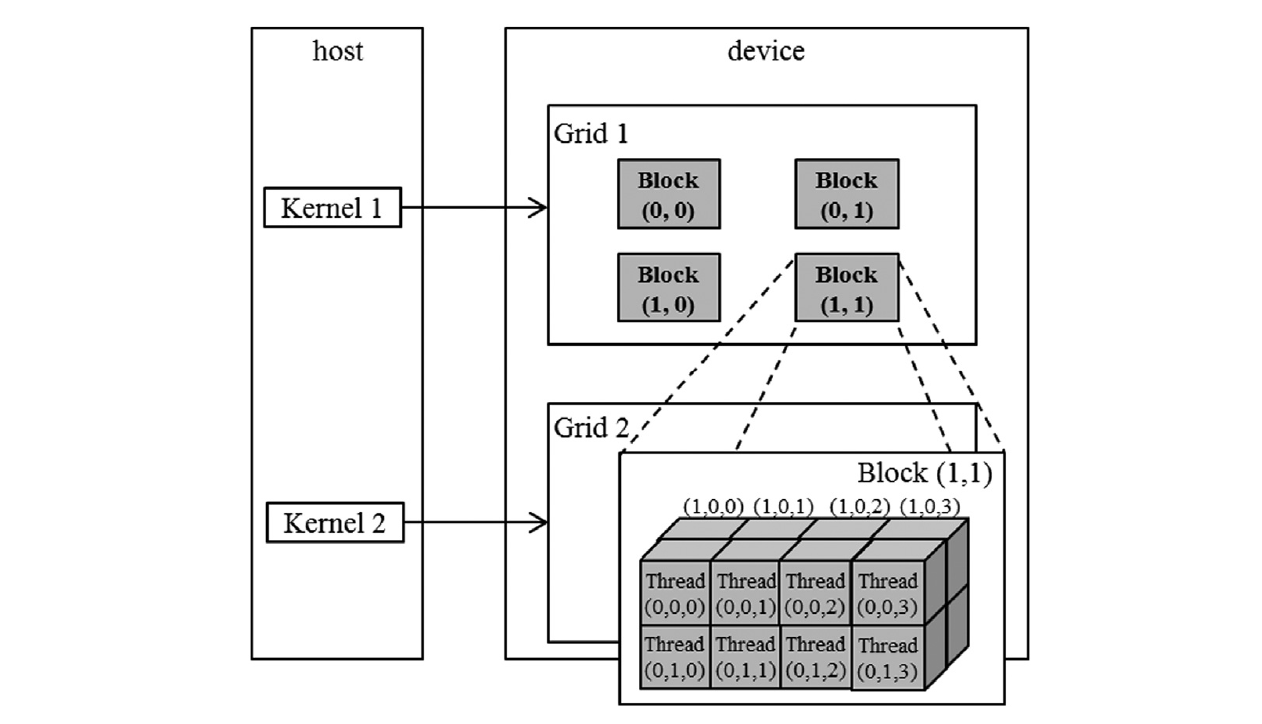 host
device
Grid 1
Block
(0, 0)
Block
(0, 1)
Kernel 1
Block
(1, 0)
Block
(1, 1)
Grid 2
Block (1,1)
Kernel 2
(1,0,0) (1,0,1) (1,0,2) (1,0,3)
Thread
(0,0,0)
Thread
(0,0,1)
Thread
(0,0,2)
Thread
(0,0,3)
Thread
(0,1,0)
Thread
(0,1,1)
Thread
(0,1,2)
Thread
(0,1,3)